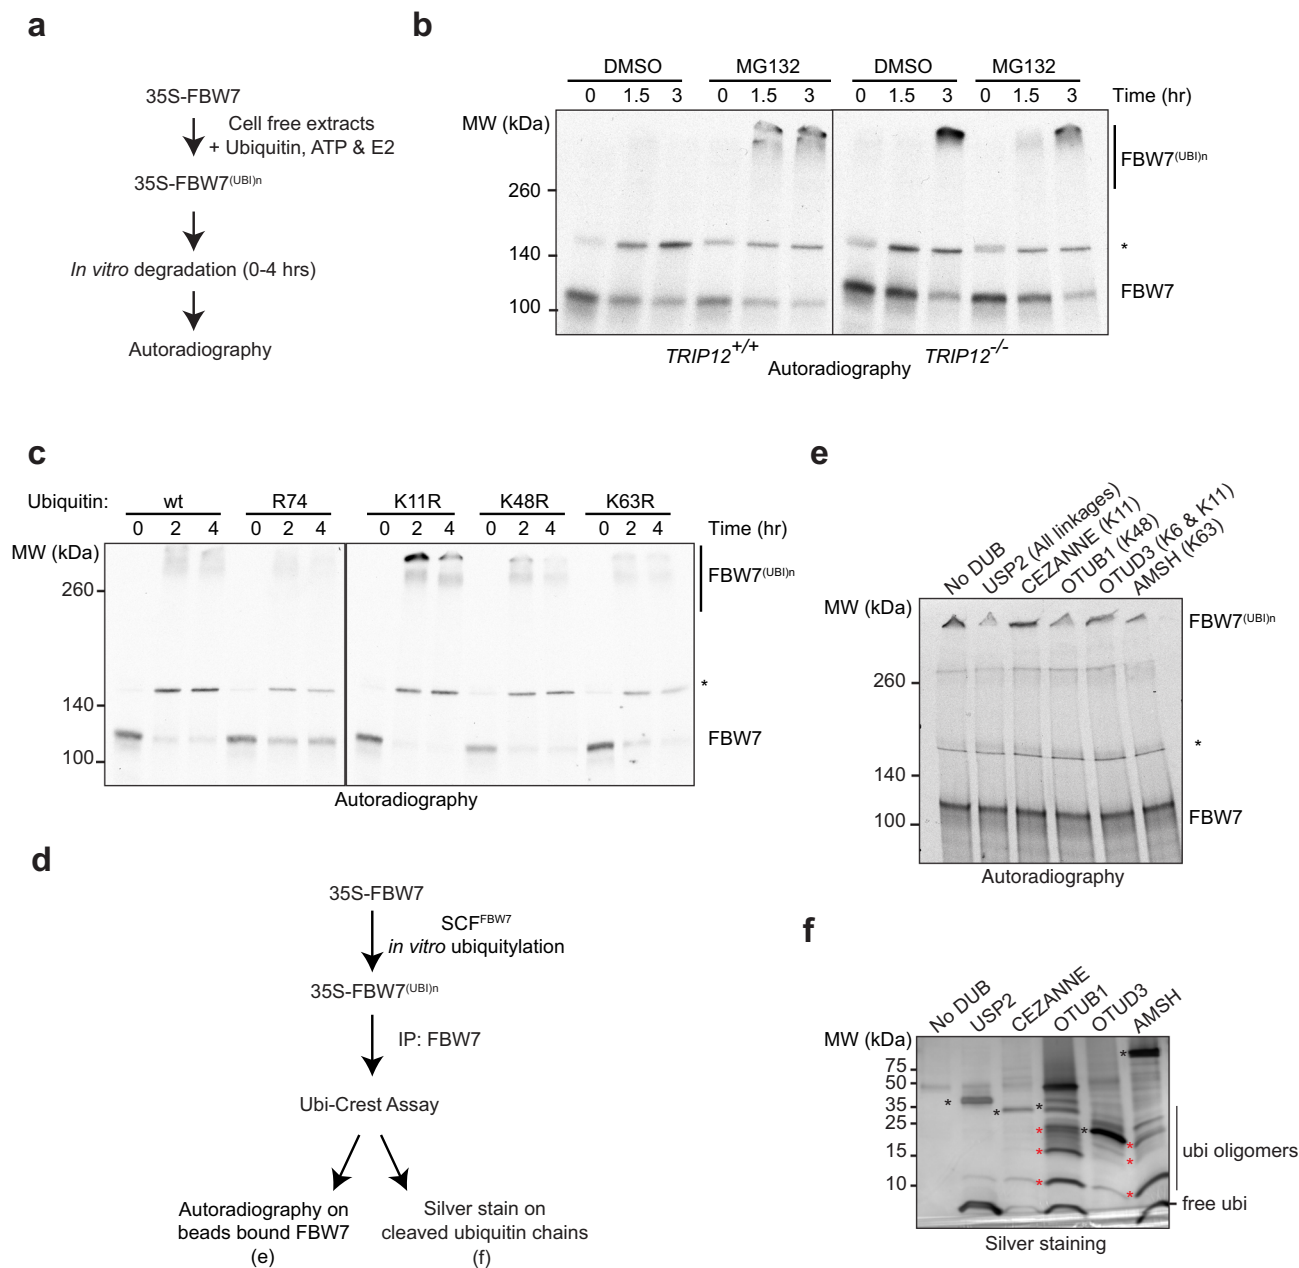 a
35S-FBW7
Cell free extracts
+ Ubiquitin, ATP & E2
35S-FBW7(UBI)n
In vitro degradation (0-4 hrs)
Autoradiography
b
DMSO MG132 DMSO MG132
0 1.5 3 0 1.5 3 0 1.5 3 0 1.5 3 Time (hr)
MW (kDa)
FBW7(UBI)n
260
*
140
FBW7
100
TRIP12+/+ TRIP12-/-
Autoradiography
c
Ubiquitin: wt R74 K11R K48R K63R
0 2 4 0 2 4 0 2 4 0 2 4 0 2 4 Time (hr)
MW (kDa)
FBW7(UBI)n
260
*
140
FBW7
100
Autoradiography
d
35S-FBW7
SCFFBW7
in vitro ubiquitylation
35S-FBW7(UBI)n
IP: FBW7
Ubi-Crest Assay
Autoradiography on
beads bound FBW7
(e)
Silver stain on
cleaved ubiquitin chains
(f)
e
No DUB
USP2 (All linkages)
CEZANNE (K11)
OTUB1 (K48)
OTUD3 (K6 & K11)
AMSH (K63)
MW (kDa)
FBW7(UBI)n
260
*
140
FBW7
100
Autoradiography
f
No DUB
USP2
CEZANNE
OTUB1
OTUD3
AMSH
MW (kDa)
75
50
35
25
15
10
* * * * * * * * * * *
ubi oligomers
free ubi
Silver staining